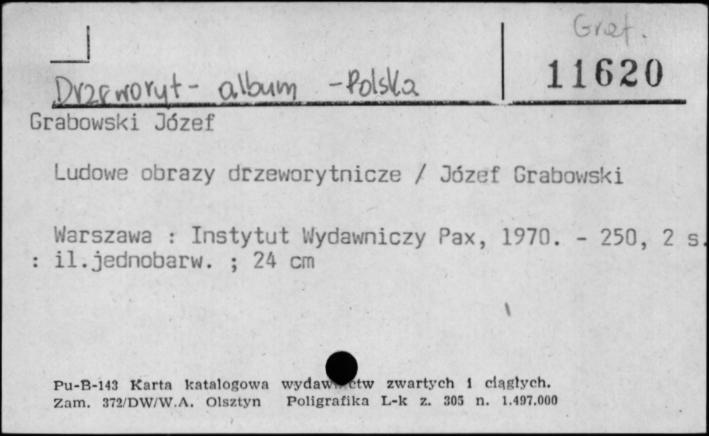 Graf.
11620
Drzeworyt - album - Polska
Grabowski Józef
Ludowe obrazy drzeworytnicze / Józef Grabowski
Warszawa : Instytut Wydawniczy Pax, 1970. - 250, 2 s.
: il.jednobarw. ; 24 cm
Pu-B-143 Karta katalogowa wydawnictw zwartych i ciągłych.
Zam. 372/DW/W.A. Olsztyn Poligrafika L-k z. 305 n. 1.497.000